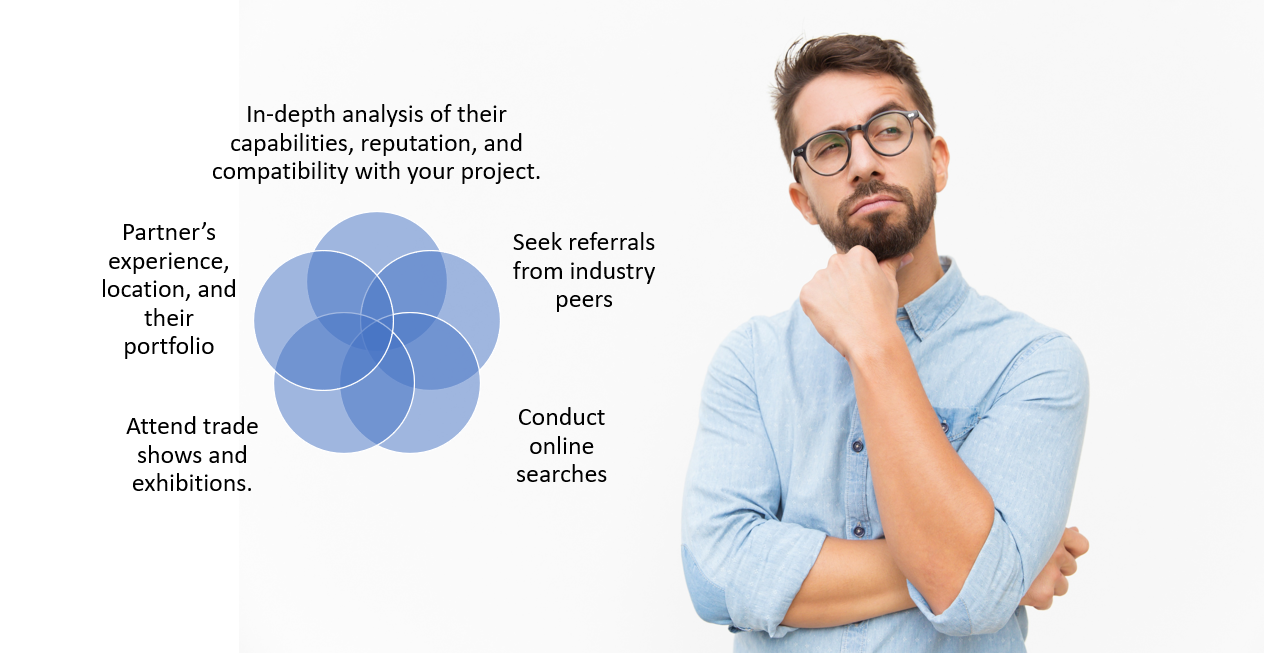 In-depth analysis of their
capabilities, reputation, and
compatibility with your project.
Partner’s
experience,
location, and
their
portfolio
Seek referrals
from industry
peers
Attend trade
shows and
exhibitions.
Conduct
online
searches